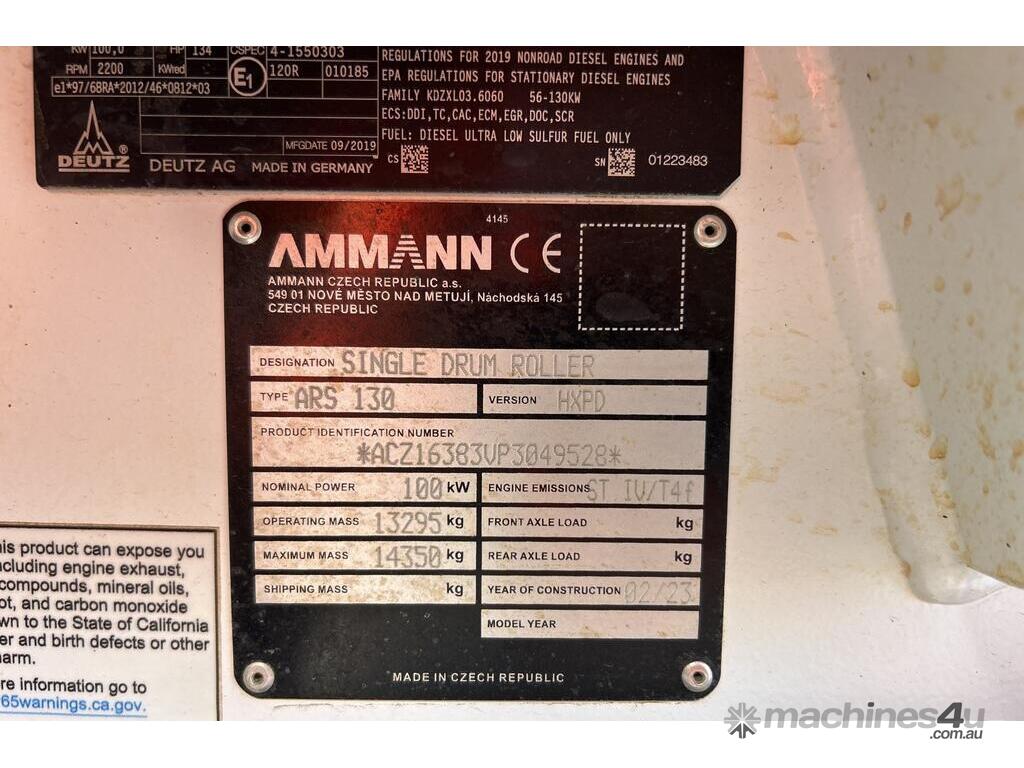 KW 100,0 HP 134 CSPEC 4-1550303
RPM 2200 KWred 120R 010185
E1
e1*97/68RA*2012/46*0812*03
MFGDATE 09/2019
DEUTZ DEUTZ AG MADE IN GERMANY
REGULATIONS FOR 2019 NONROAD DIESEL ENGINES AND
EPA REGULATIONS FOR STATIONARY DIESEL ENGINES
FAMILY KDZXL03.6060 56-130KW
ECS:DDI,TC,CAC,ECM,EGR,DOC,SCR
FUEL: DIESEL ULTRA LOW SULFUR FUEL ONLY
CS SN 01223483
4145
AMMANN CE
AMMANN CZECH REPUBLIC a.s.
549 01 NOVÉ MĚSTO NAD METUJÍ, Náchodská 145
CZECH REPUBLIC
DESIGNATION SINGLE DRUM ROLLER
TYPE ARS 130 VERSION HXPD
PRODUCT IDENTIFICATION NUMBER
*ACZ16383VP3049528*
NOMINAL POWER 100 kW ENGINE EMISSIONS ST IV/T4f
OPERATING MASS 13295 kg FRONT AXLE LOAD kg
MAXIMUM MASS 14350 kg REAR AXLE LOAD kg
SHIPPING MASS kg YEAR OF CONSTRUCTION 02/23
MODEL YEAR
MADE IN CZECH REPUBLIC
is product can expose you
cluding engine exhaust,
compounds, mineral oils,
ot, and carbon monoxide
wn to the State of California
er and birth defects or other
arm.
re information go to
65warnings.ca.gov.
machines4u
.com.au